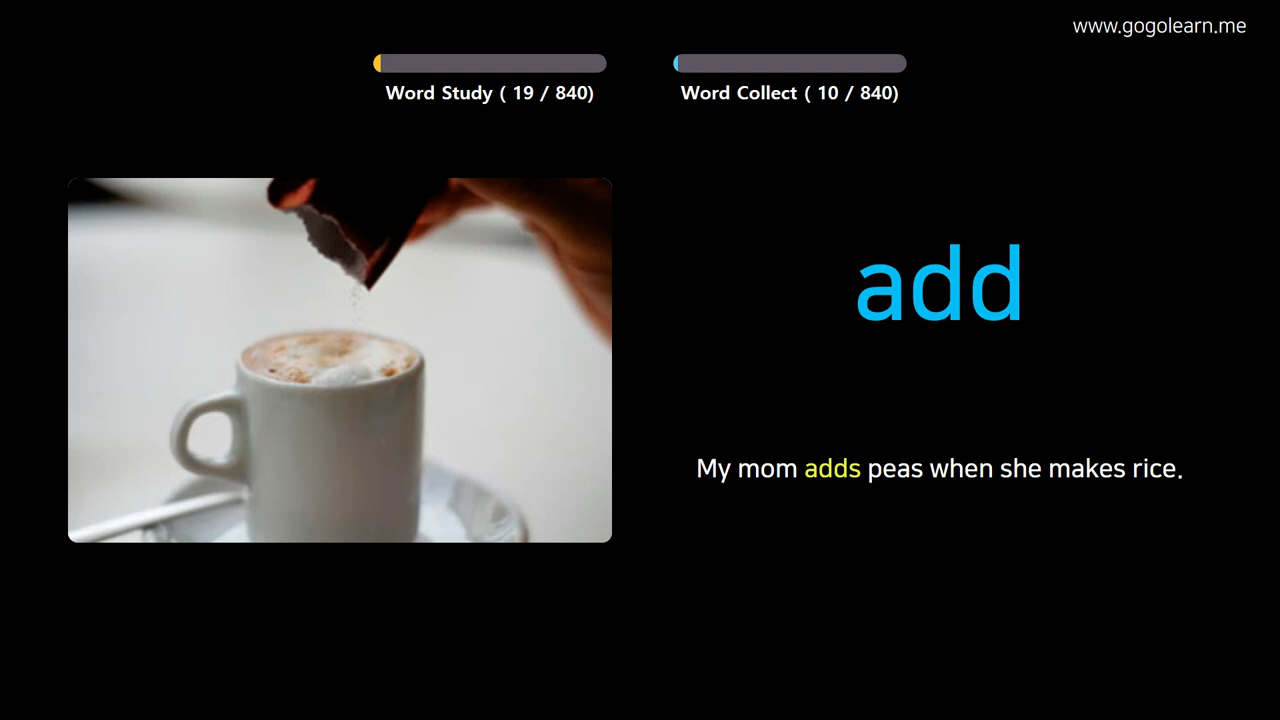 www.gogolearn.me
Word Study ( 19 / 840)
Word Collect ( 10 / 840)
add
My mom adds peas when she makes rice.